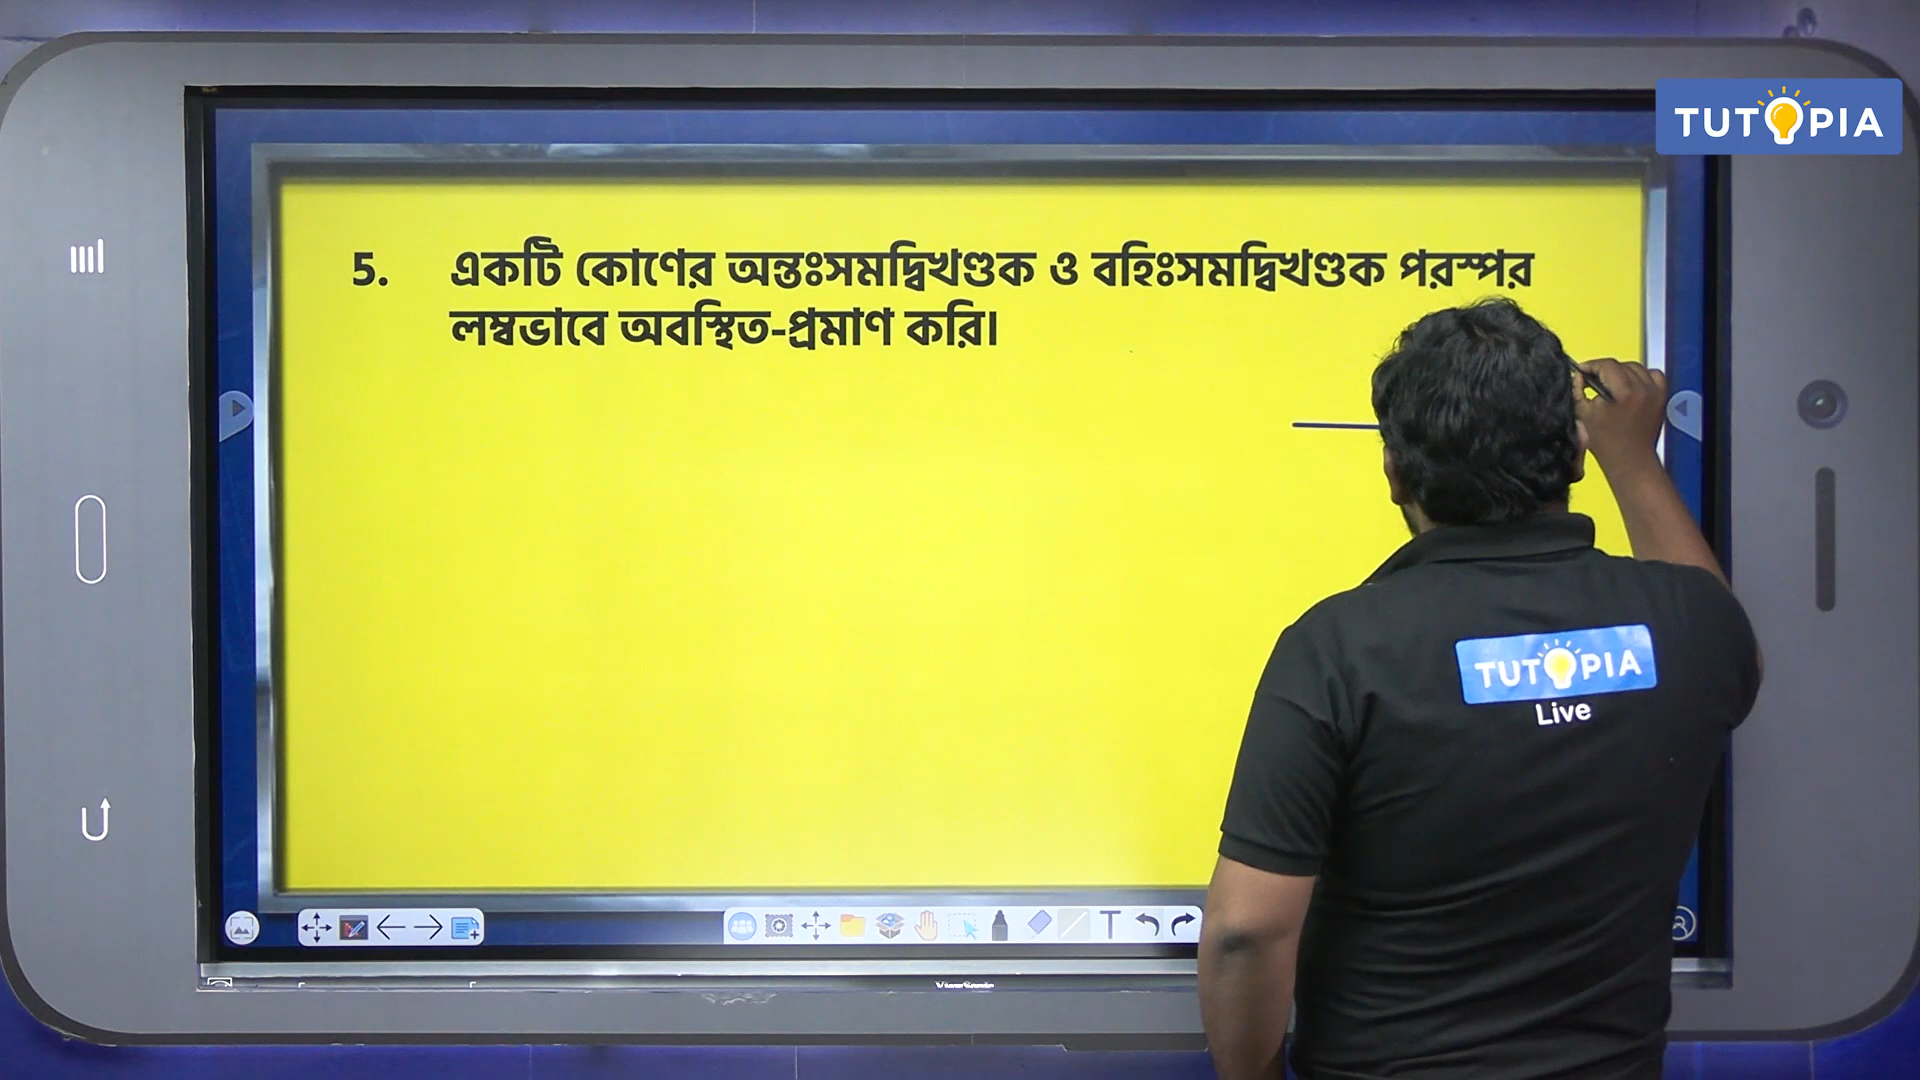 TUTOPIA
5. একটি কোণের অন্তঃসমদ্বিখণ্ডক ও বহিঃসমদ্বিখণ্ডক পরস্পর
লম্বভাবে অবস্থিত-প্রমাণ করি।
TUTOPIA
Live
T
ViewSonic